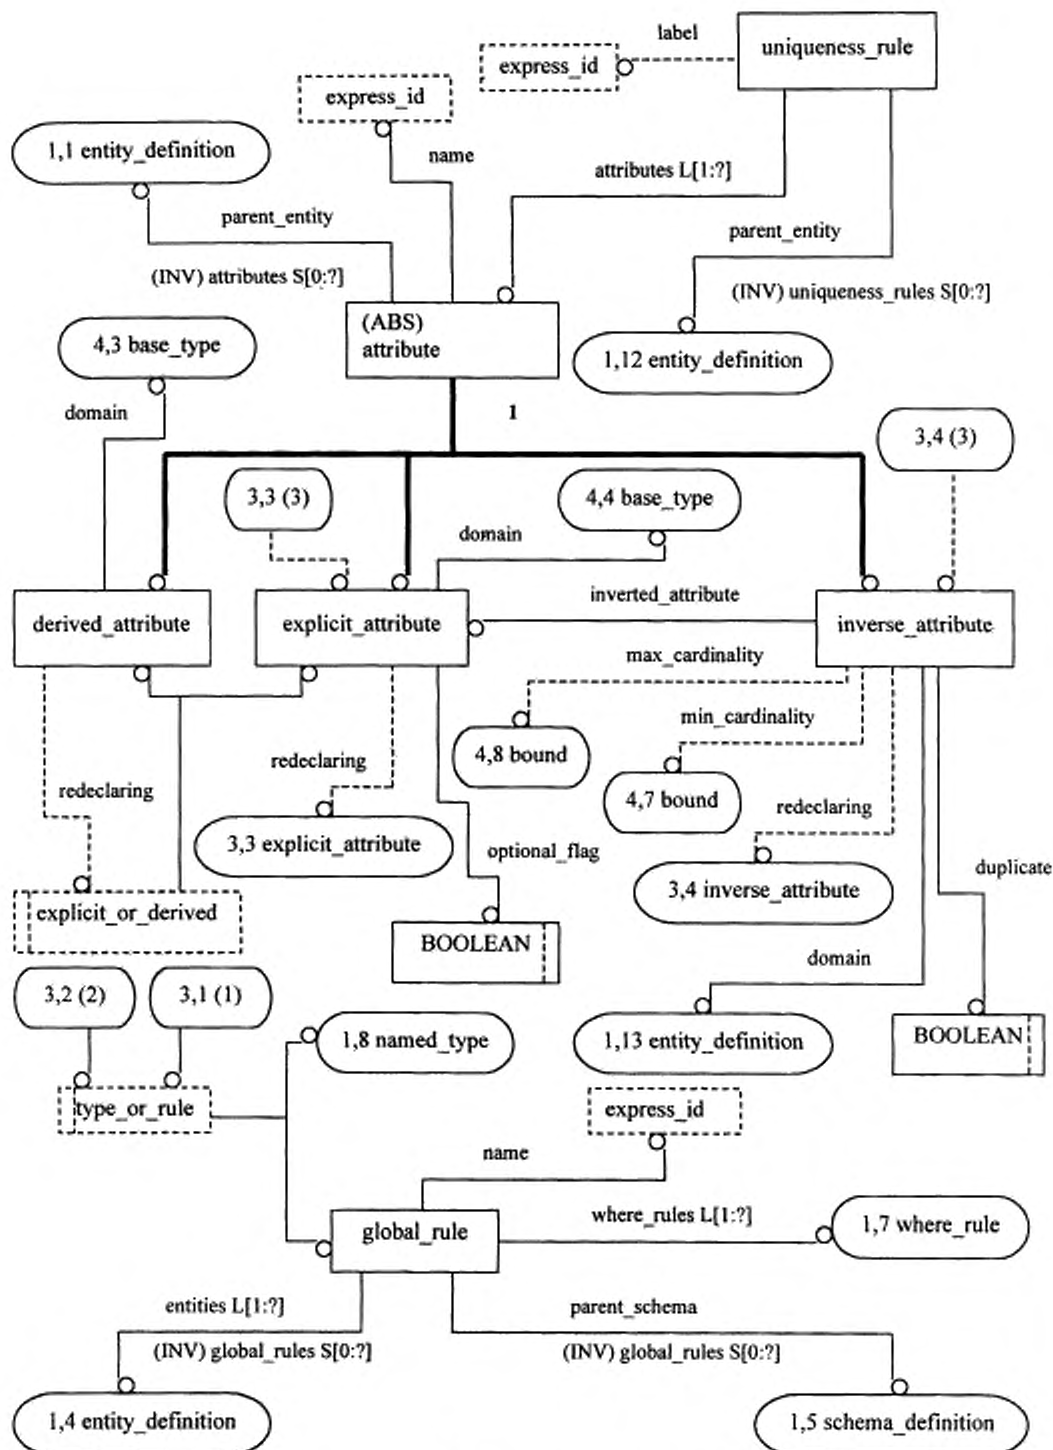 label
uniqueness_rule
express_id
express_id
name
1,1 entity_definition
attributes L[1:?]
parent_entity
parent_entity
(INV) attributes S[0:?]
(INV) uniqueness_rules S[0:?]
(ABS)
attribute
4,3 base_type
1,12 entity_definition
domain
1
3,4 (3)
3,3 (3)
4,4 base_type
domain
inverted_attribute
derived_attribute
explicit_attribute
inverse_attribute
max_cardinality
min_cardinality
4,8 bound
redeclaring
redeclaring
4,7 bound
redeclaring
3,3 explicit_attribute
optional_flag
duplicate
3,4 inverse_attribute
explicit_or_derived
BOOLEAN
domain
3,2 (2)
3,1 (1)
1,8 named_type
1,13 entity_definition
BOOLEAN
type_or_rule
express_id
name
where_rules L[1:?]
1,7 where_rule
global_rule
entities L[1:?]
parent_schema
(INV) global_rules S[0:?]
(INV) global_rules S[0:?]
1,4 entity_definition
1,5 schema_definition